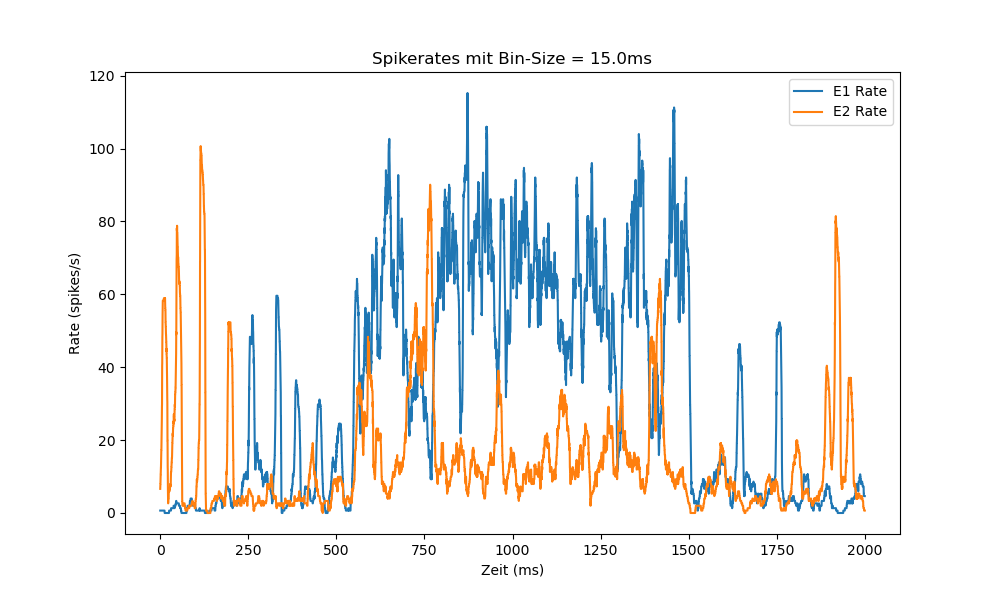 Spikerates mit Bin-Size = 15.0ms
120
100
80
60
40
20
0
Rate (spikes/s)
E1 Rate
E2 Rate
0 250 500 750 1000 1250 1500 1750 2000
Zeit (ms)